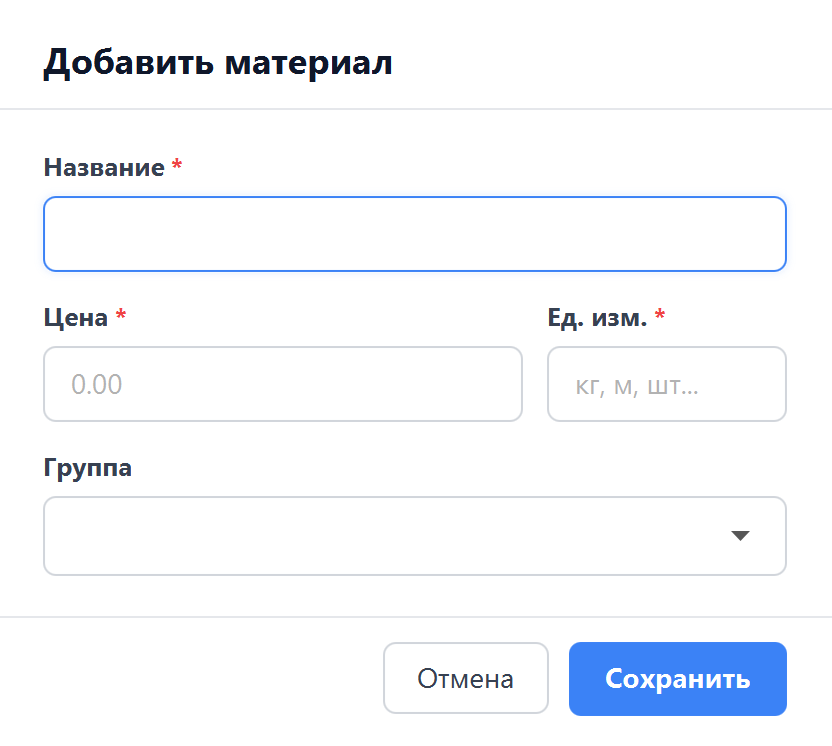 Добавить материал
Название *
Цена *
Ед. изм. *
0.00
кг, м, шт...
Группа
Отмена
Сохранить